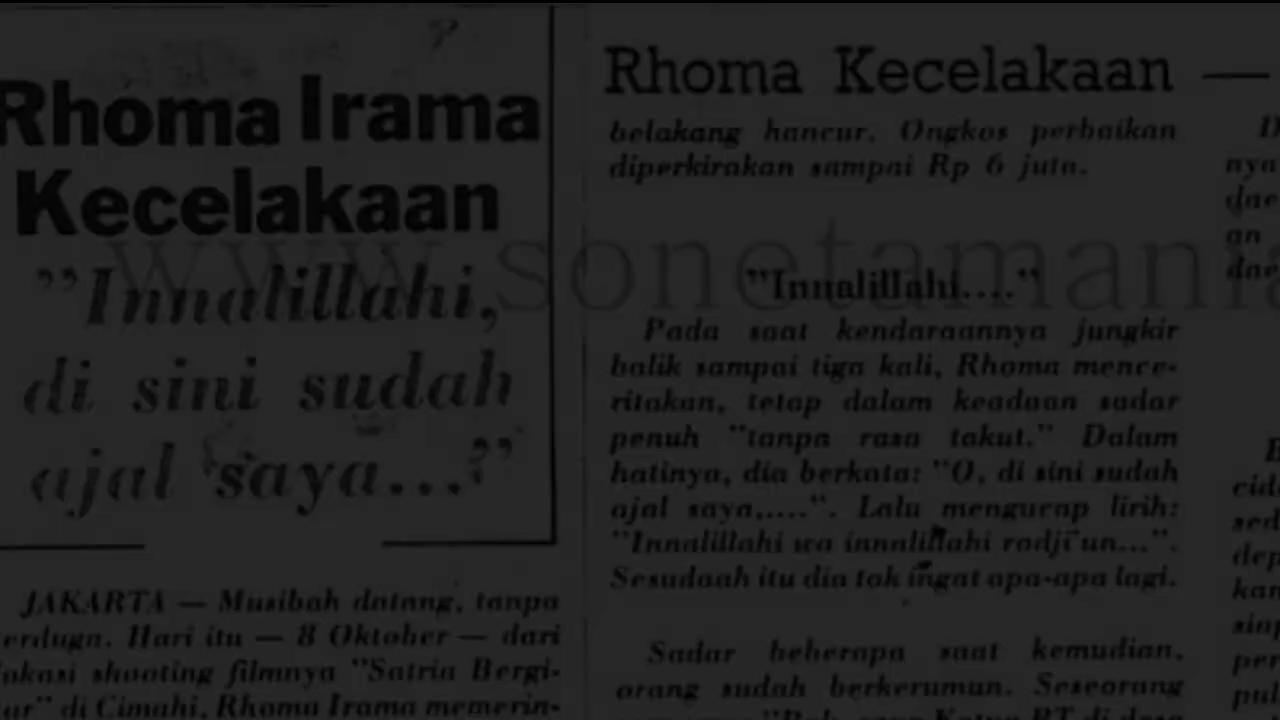 Rhoma Irama
Kecelakaan
"Innalillahi,
di sini sudah
ajal saya..."
JAKARTA — Musibah datang, tanpa
terduga. Hari itu — 8 Oktober — dari
lokasi shooting filmnya "Satria Bergi-
tar" di Cimahi, Rhoma Irama memerin-
Rhoma Kecelakaan —
belakang hancur. Ongkos perbaikan
diperkirakan sampai Rp 6 juta.
"Innalillahi...."
Pada saat kendaraannya jungkir
balik sampai tiga kali, Rhoma mence-
ritakan, tetap dalam keadaan sadar
penuh "tanpa rasa takut." Dalam
hatinya, dia berkata: "O, di sini sudah
ajal saya,....". Lalu mengucap lirih:
"Innalillahi wa innalillahi rodji'un...".
Sesudaah itu dia tak ingat apa-apa lagi.
Sadar beberapa saat kemudian,
orang sudah berkerumun. Seseorang
www.sonetamania